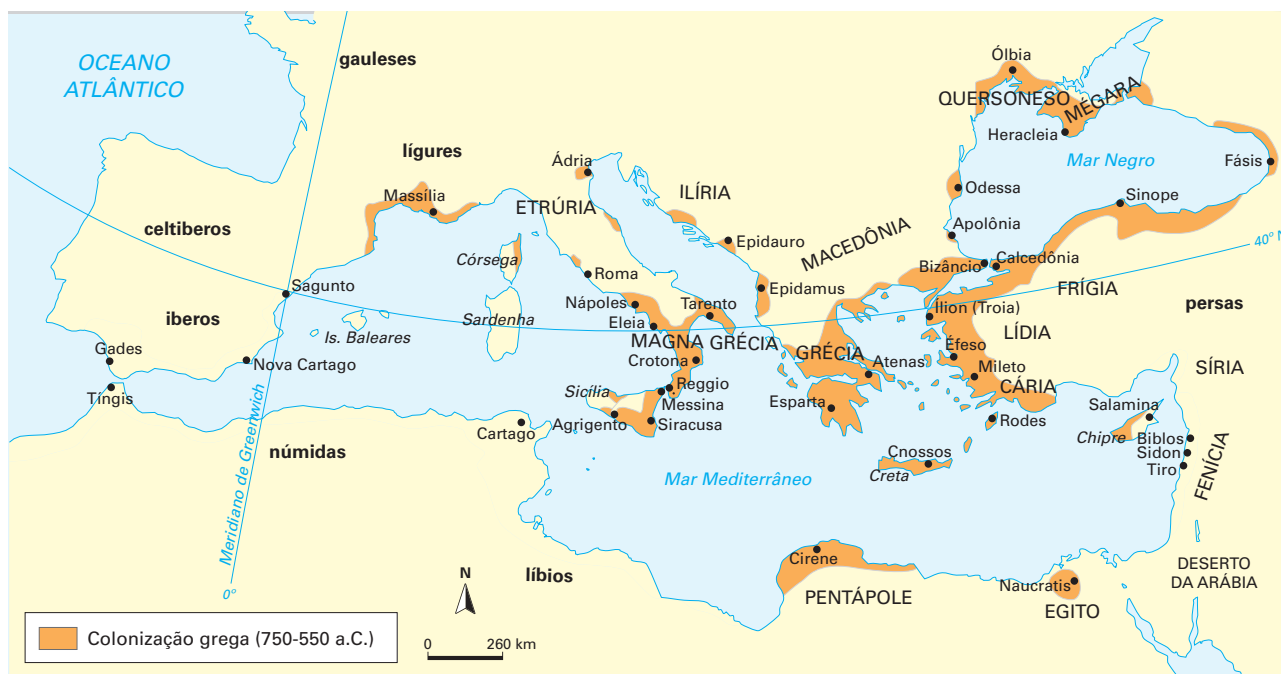 OCEANO
ATLÂNTICO
gauleses
Ólbia
QUERSONESO
MÉGARA
Heracleia
Mar Negro
Fásis
lígures
Ádria
ILÍRIA
Massília
ETRÚRIA
Odessa
Sinope
celtiberos
Apolônia
Epidauro
MACEDÔNIA
40º N
Córsega
Roma
Bizâncio
Calcedônia
Sagunto
Epidamus
FRÍGIA
persas
Nápoles
Tarento
Ílion (Troia)
iberos
Is. Baleares
Sardenha
Eleia
LÍDIA
MAGNA GRÉCIA
Gades
Nova Cartago
Crotona
GRÉCIA
Atenas
Éfeso
Mileto
SÍRIA
Tíngis
Sicília
Reggio
Messina
Esparta
CÁRIA
Salamina
Agrigento
Siracusa
Rodes
Cartago
Chipre
Biblos
Sidon
Tiro
FENÍCIA
númidas
Cnossos
Creta
Mar Mediterrâneo
Meridiano de Greenwich
0º
Cirene
líbios
PENTÁPOLE
Naucratis
EGITO
DESERTO
DA ARÁBIA
N
0
260 km
Colonização grega (750-550 a.C.)